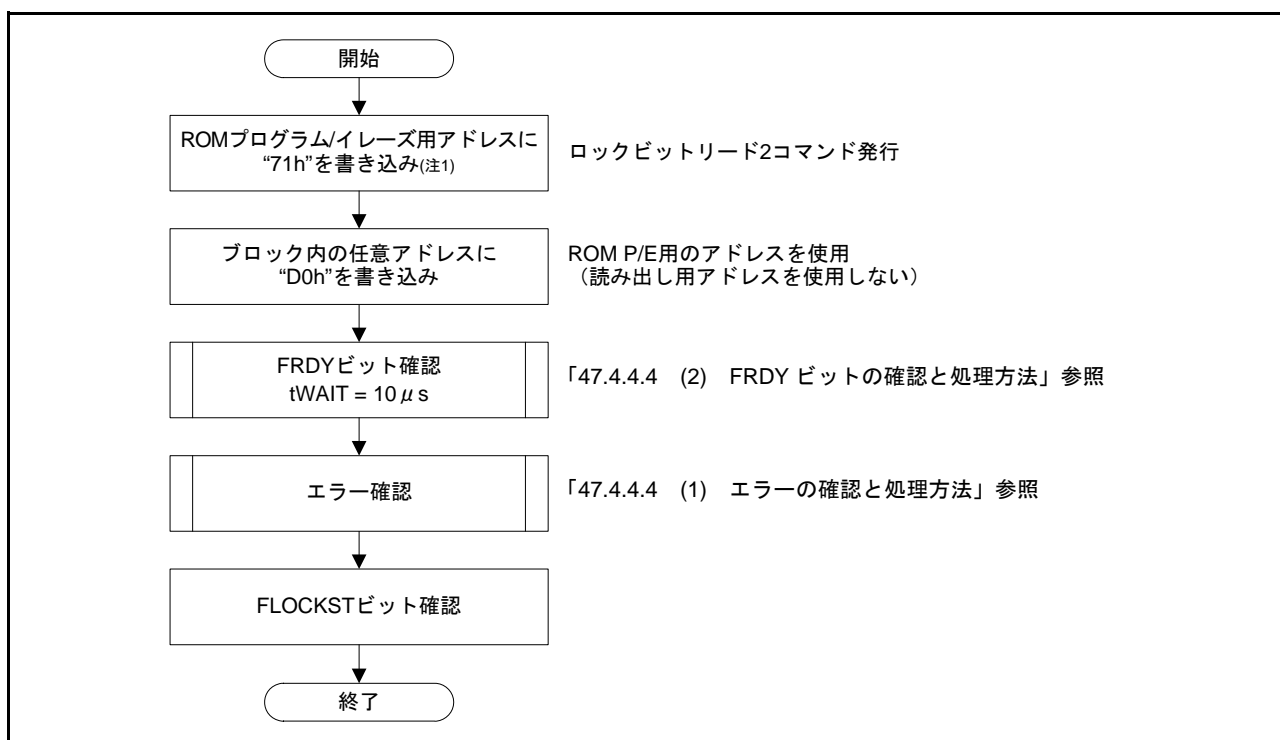 開始
ROMプログラム/イレーズ用アドレスに
“71h”を書き込み(注1)
ロックビットリード2コマンド発行
ブロック内の任意アドレスに
“D0h”を書き込み
ROM P/E用のアドレスを使用
（読み出し用アドレスを使用しない）
FRDYビット確認
tWAIT = 10μs
「47.4.4.4　(2)　FRDY ビットの確認と処理方法」参照
エラー確認
「47.4.4.4　(1)　エラーの確認と処理方法」参照
FLOCKSTビット確認
終了